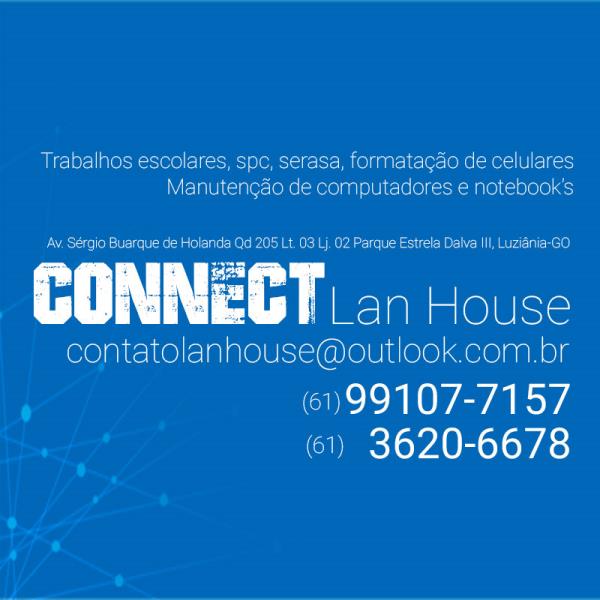 Trabalhos escolares, spc, serasa, formatação de celulares
Manutenção de computadores e notebook's
Av. Sérgio Buarque de Holanda Qd 205 Lt. 03 Lj. 02 Parque Estrela Dalva III, Luziânia-GO
CONNECT Lan House
contatolanhouse@outlook.com.br
(61) 99107-7157
(61) 3620-6678